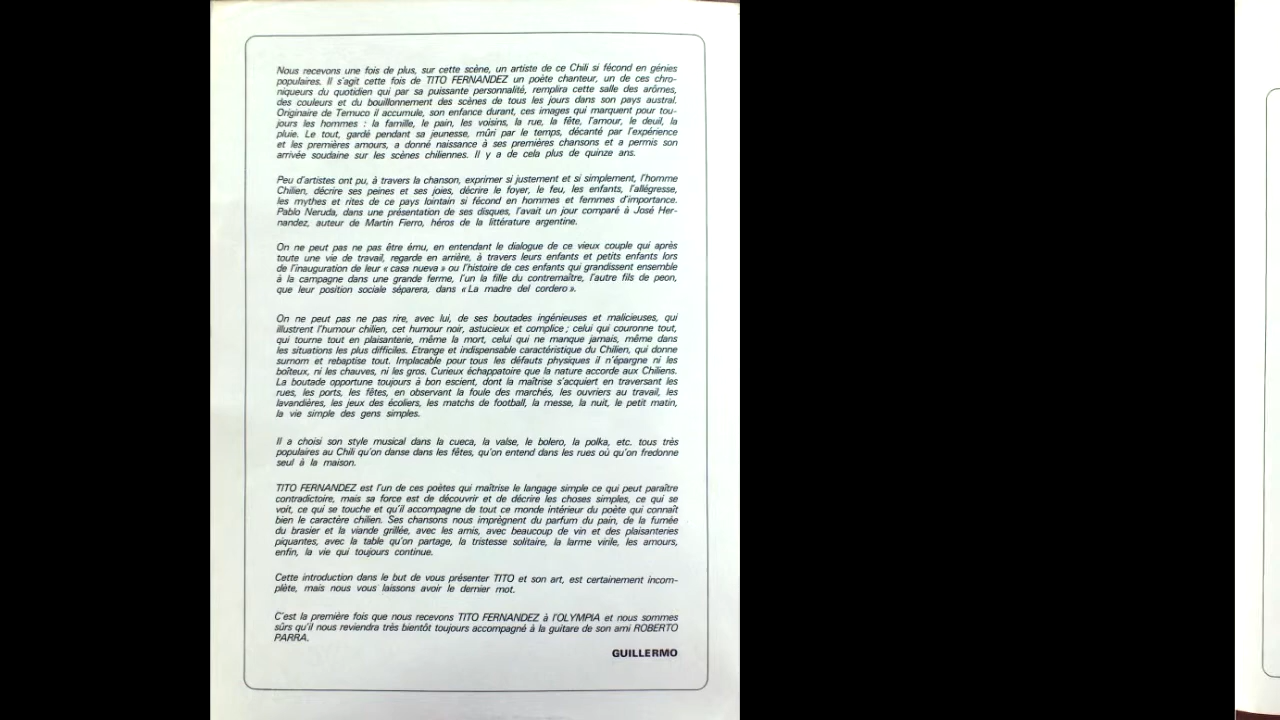 Nous recevons une fois de plus, sur cette scène, un artiste de ce Chili si fécond en génies
populaires. Il s'agit cette fois de TITO FERNANDEZ un poète chanteur, un de ces chro-
niqueurs du quotidien qui par sa puissante personnalité, remplira cette salle des arômes,
des couleurs et du bouillonnement des scènes de tous les jours dans son pays austral.
Originaire de Temuco il accumule, son enfance durant, ces images qui marquent pour tou-
jours les hommes : la famille, le pain, les voisins, la rue, la fête, l'amour, le deuil, la
pluie. Le tout, gardé pendant sa jeunesse, mûri par le temps, décanté par l'expérience
et les premières amours, a donné naissance à ses premières chansons et a permis son
arrivée soudaine sur les scènes chiliennes. Il y a de cela plus de quinze ans.
Peu d'artistes ont pu, à travers la chanson, exprimer si justement et si simplement, l'homme
Chilien, décrire ses peines et ses joies, décrire le foyer, le feu, les enfants, l'allégresse,
les mythes et rites de ce pays lointain si fécond en hommes et femmes d'importance.
Pablo Neruda, dans une présentation de ses disques, l'avait un jour comparé à José Her-
nandez, auteur de Martin Fierro, héros de la littérature argentine.
On ne peut pas ne pas être ému, en entendant le dialogue de ce vieux couple qui après
toute une vie de travail, regarde en arrière, à travers leurs enfants et petits enfants lors
de l'inauguration de leur « casa nueva » ou l'histoire de ces enfants qui grandissent ensemble
à la campagne dans une grande ferme, l'un la fille du contremaître, l'autre fils de peon,
que leur position sociale séparera, dans « La madre del cordero ».
On ne peut pas ne pas rire, avec lui, de ses boutades ingénieuses et malicieuses, qui
illustrent l'humour chilien, cet humour noir, astucieux et complice ; celui qui couronne tout,
qui tourne tout en plaisanterie, même la mort, celui qui ne manque jamais, même dans
les situations les plus difficiles. Etrange et indispensable caractéristique du Chilien, qui donne
surnom et rebaptise tout. Implacable pour tous les défauts physiques il n'épargne ni les
boîteux, ni les chauves, ni les gros. Curieux échappatoire que la nature accorde aux Chiliens.
La boutade opportune toujours à bon escient, dont la maîtrise s'acquiert en traversant les
rues, les ports, les fêtes, en observant la foule des marchés, les ouvriers au travail, les
lavandières, les jeux des écoliers, les matchs de football, la messe, la nuit, le petit matin,
la vie simple des gens simples.
Il a choisi son style musical dans la cueca, la valse, le bolero, la polka, etc. tous très
populaires au Chili qu'on danse dans les fêtes, qu'on entend dans les rues où qu'on fredonne
seul à la maison.
TITO FERNANDEZ est l'un de ces poètes qui maîtrise le langage simple ce qui peut paraître
contradictoire, mais sa force est de découvrir et de décrire les choses simples, ce qui se
voit, ce qui se touche et qu'il accompagne de tout ce monde intérieur du poète qui connaît
bien le caractère chilien. Ses chansons nous imprègnent du parfum du pain, de la fumée
du brasier et la viande grillée, avec les amis, avec beaucoup de vin et des plaisanteries
piquantes, avec la table qu'on partage, la tristesse solitaire, la larme virile, les amours,
enfin, la vie qui toujours continue.
Cette introduction dans le but de vous présenter TITO et son art, est certainement incom-
plète, mais nous vous laissons avoir le dernier mot.
C'est la première fois que nous recevons TITO FERNANDEZ à l'OLYMPIA et nous sommes
sûrs qu'il nous reviendra très bientôt toujours accompagné à la guitare de son ami ROBERTO
PARRA.
GUILLERMO